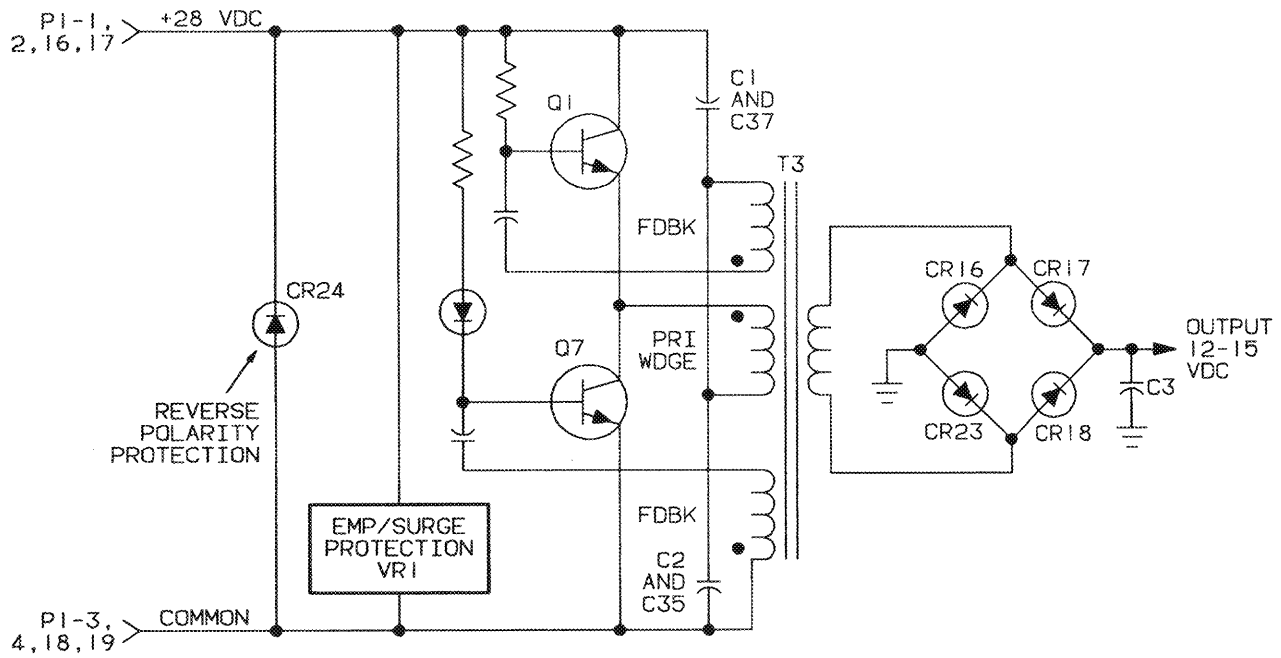 P1-1,
2,16,17
+28 VDC
C1
AND
C37
Q1
T3
FDBK
CR16
CR17
CR24
OUTPUT
12-15
VDC
PRI
WDGE
Q7
C3
REVERSE
POLARITY
PROTECTION
CR23
CR18
FDBK
EMP/SURGE
PROTECTION
VR1
C2
AND
C35
P1-3,
4,18,19
COMMON